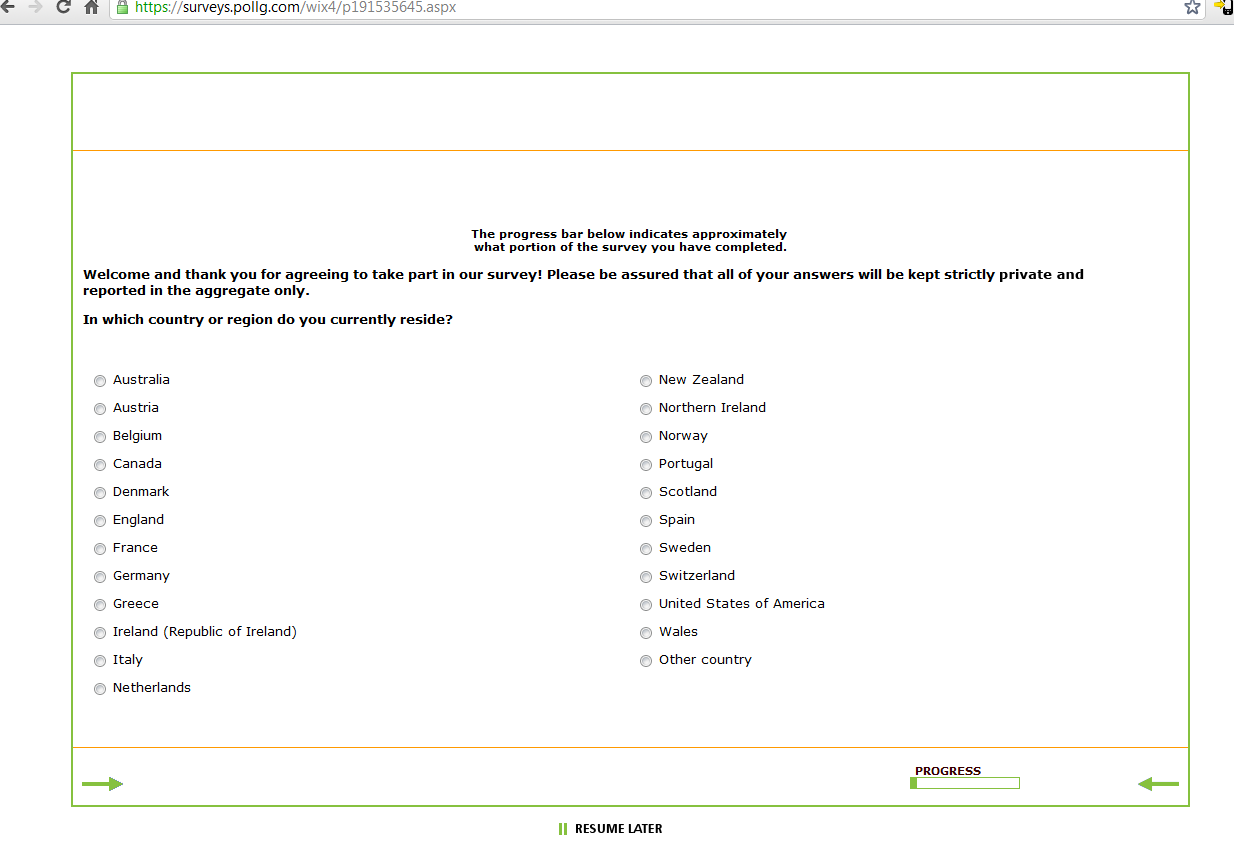 https://surveys.pollg.com/wix4/p191535645.aspx
The progress bar below indicates approximately
what portion of the survey you have completed.
Welcome and thank you for agreeing to take part in our survey! Please be assured that all of your answers will be kept strictly private and
reported in the aggregate only.
In which country or region do you currently reside?
Australia
Austria
Belgium
Canada
Denmark
England
France
Germany
Greece
Ireland (Republic of Ireland)
Italy
Netherlands
New Zealand
Northern Ireland
Norway
Portugal
Scotland
Spain
Sweden
Switzerland
United States of America
Wales
Other country
PROGRESS
RESUME LATER